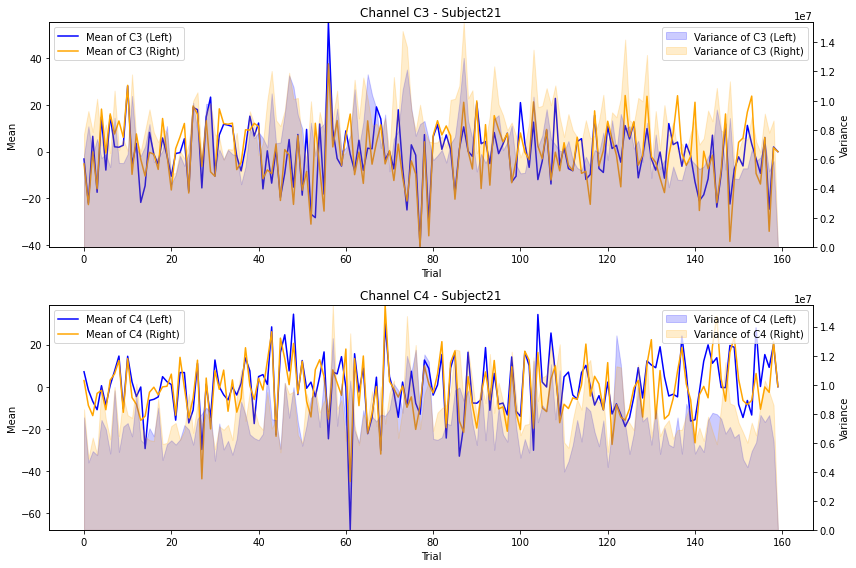 Channel C3 - Subject21
1e7
Mean of C3 (Left)
Mean of C3 (Right)
Variance of C3 (Left)
Variance of C3 (Right)
40
20
0
−20
−40
Mean
1.4
1.2
1.0
0.8
0.6
0.4
0.2
0.0
Variance
0 20 40 60 80 100 120 140 160
Trial
Channel C4 - Subject21
1e7
Mean of C4 (Left)
Mean of C4 (Right)
Variance of C4 (Left)
Variance of C4 (Right)
20
0
−20
−40
−60
Mean
1.4
1.2
1.0
0.8
0.6
0.4
0.2
0.0
Variance
0 20 40 60 80 100 120 140 160
Trial